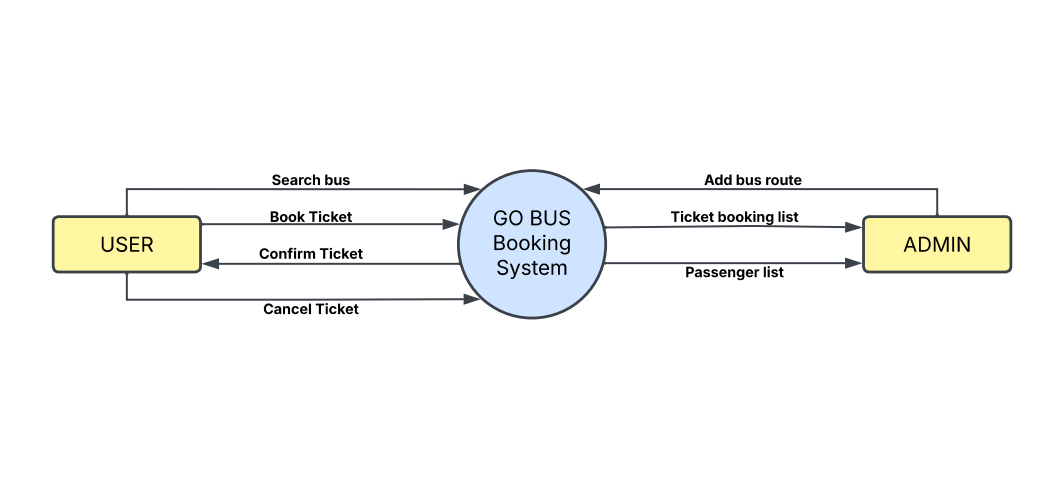 Search bus
Add bus route
Book Ticket
Ticket booking list
USER
GO BUS
Booking
System
ADMIN
Confirm Ticket
Passenger list
Cancel Ticket